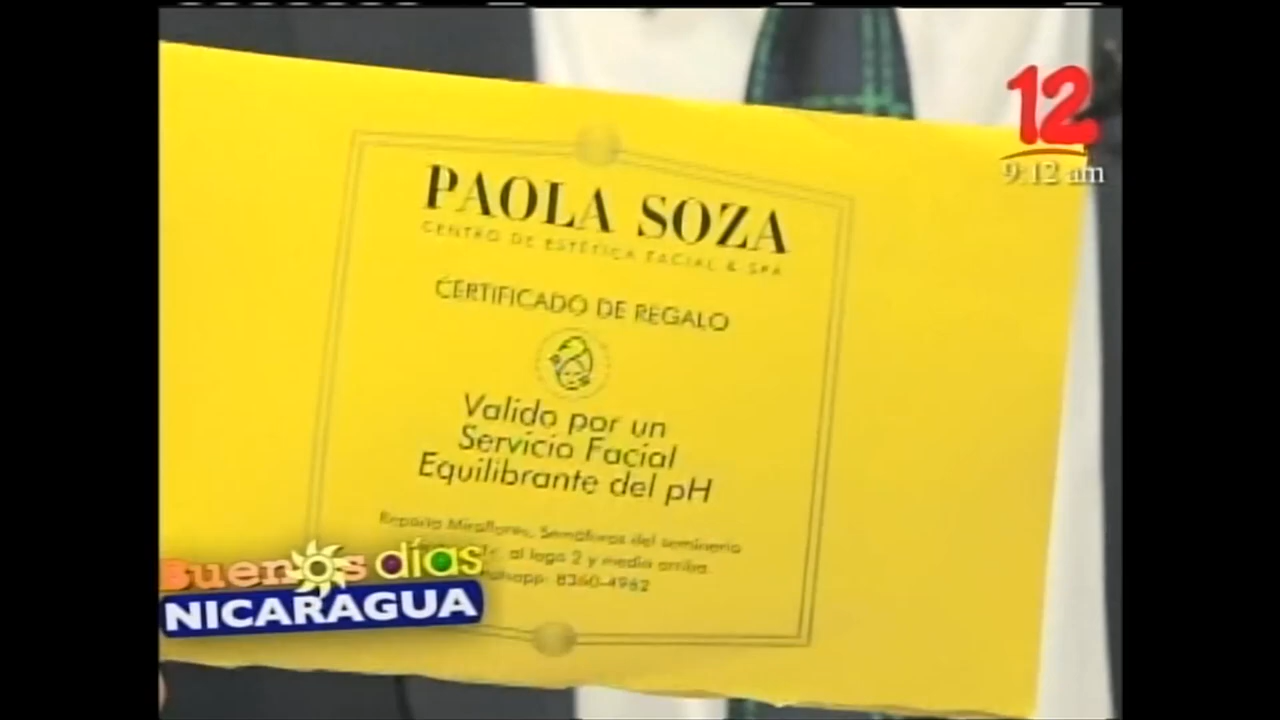 12
9:12 am
PAOLA SOZA
CENTRO DE ESTÉTICA FACIAL & SPA
CERTIFICADO DE REGALO
Valido por un
Servicio Facial
Equilibrante del pH
Reparto Miraflores, Semáforos del seminario
al lago 2 y media arriba.
8360-4962
Buenos días
NICARAGUA